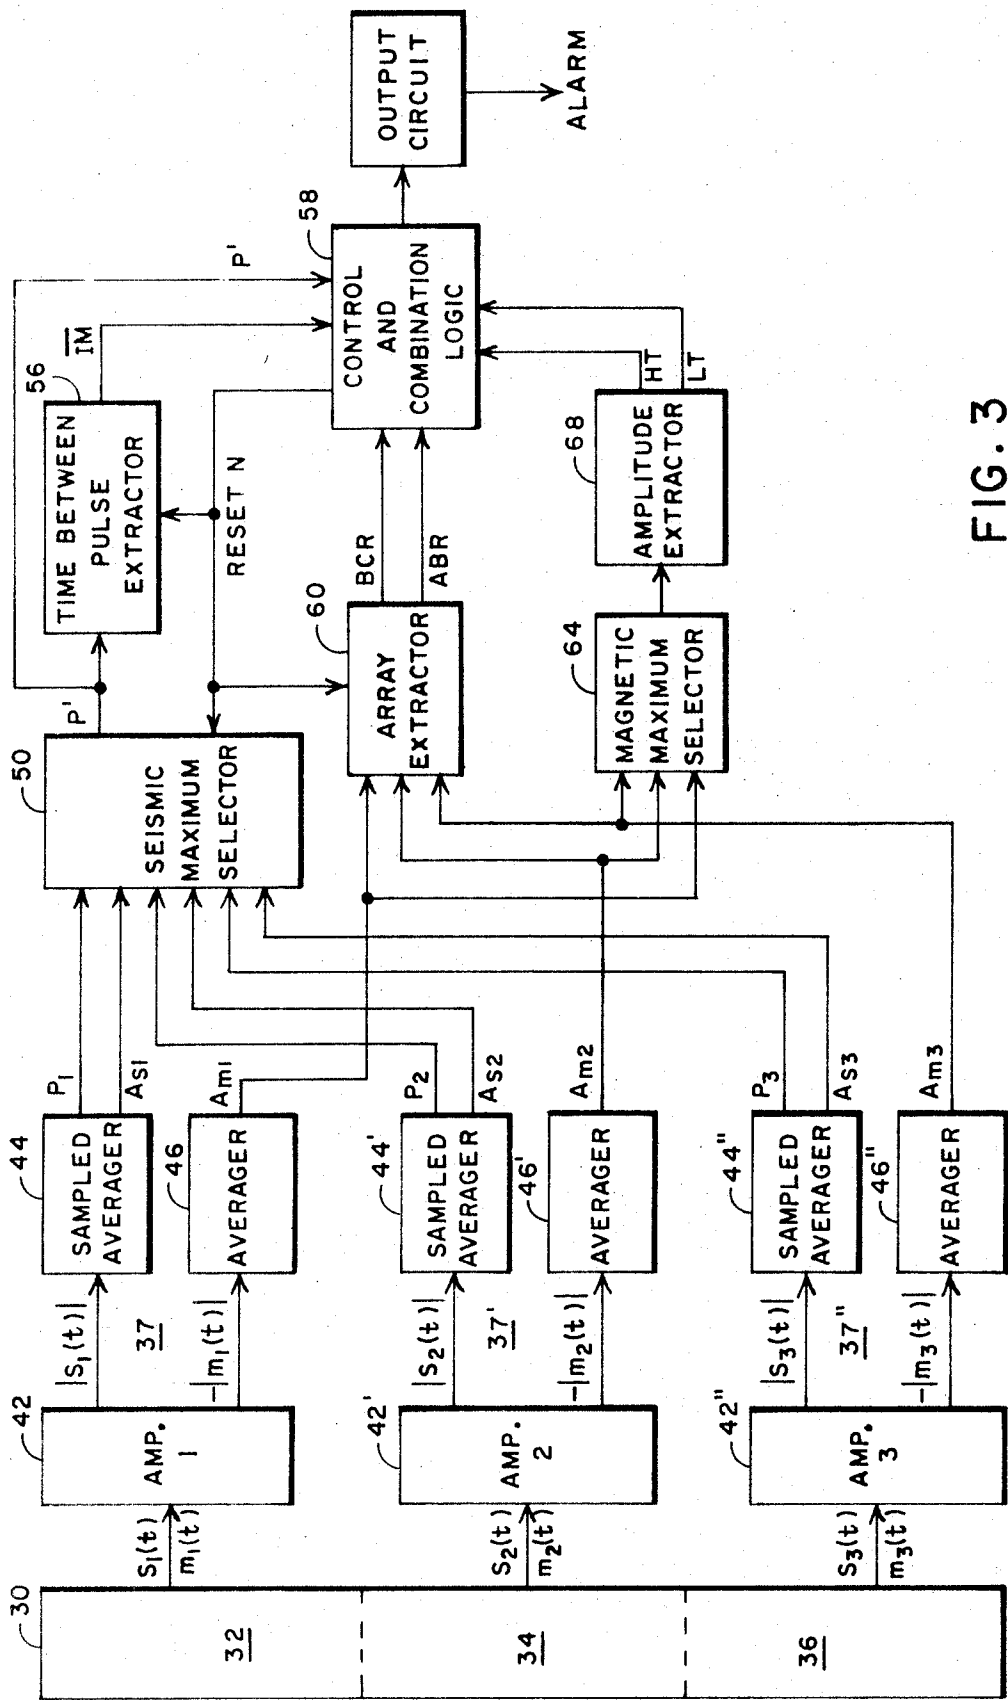 30
32
34
36
S1(t)
m1(t)
S2(t)
m2(t)
S3(t)
m3(t)
42
AMP.
1
42'
AMP.
2
42"
AMP.
3
|S1(t)|
37
-|m1(t)|
|S2(t)|
37'
-|m2(t)|
|S3(t)|
37"
-|m3(t)|
44
SAMPLED
AVERAGER
46
AVERAGER
44'
SAMPLED
AVERAGER
46'
AVERAGER
44"
SAMPLED
AVERAGER
46"
AVERAGER
P1
As1
Am1
P2
As2
Am2
P3
As3
Am3
50
SEISMIC
MAXIMUM
SELECTOR
P'
60
ARRAY
EXTRACTOR
64
MAGNETIC
MAXIMUM
SELECTOR
56
TIME BETWEEN
PULSE
EXTRACTOR
RESET N
BCR
ABR
68
AMPLITUDE
EXTRACTOR
IM
P'
HT
LT
58
CONTROL
AND
COMBINATION
LOGIC
OUTPUT
CIRCUIT
ALARM
FIG. 3